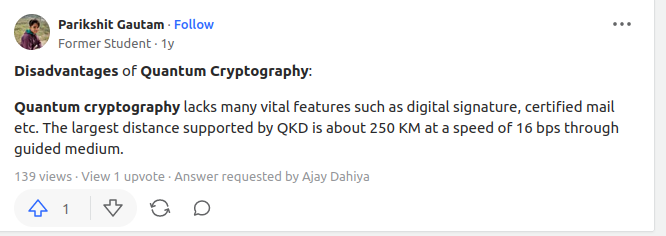 Parikshit Gautam · Follow
Former Student · 1y
Disadvantages of Quantum Cryptography:
Quantum cryptography lacks many vital features such as digital signature, certified mail
etc. The largest distance supported by QKD is about 250 KM at a speed of 16 bps through
guided medium.
139 views · View 1 upvote · Answer requested by Ajay Dahiya
1